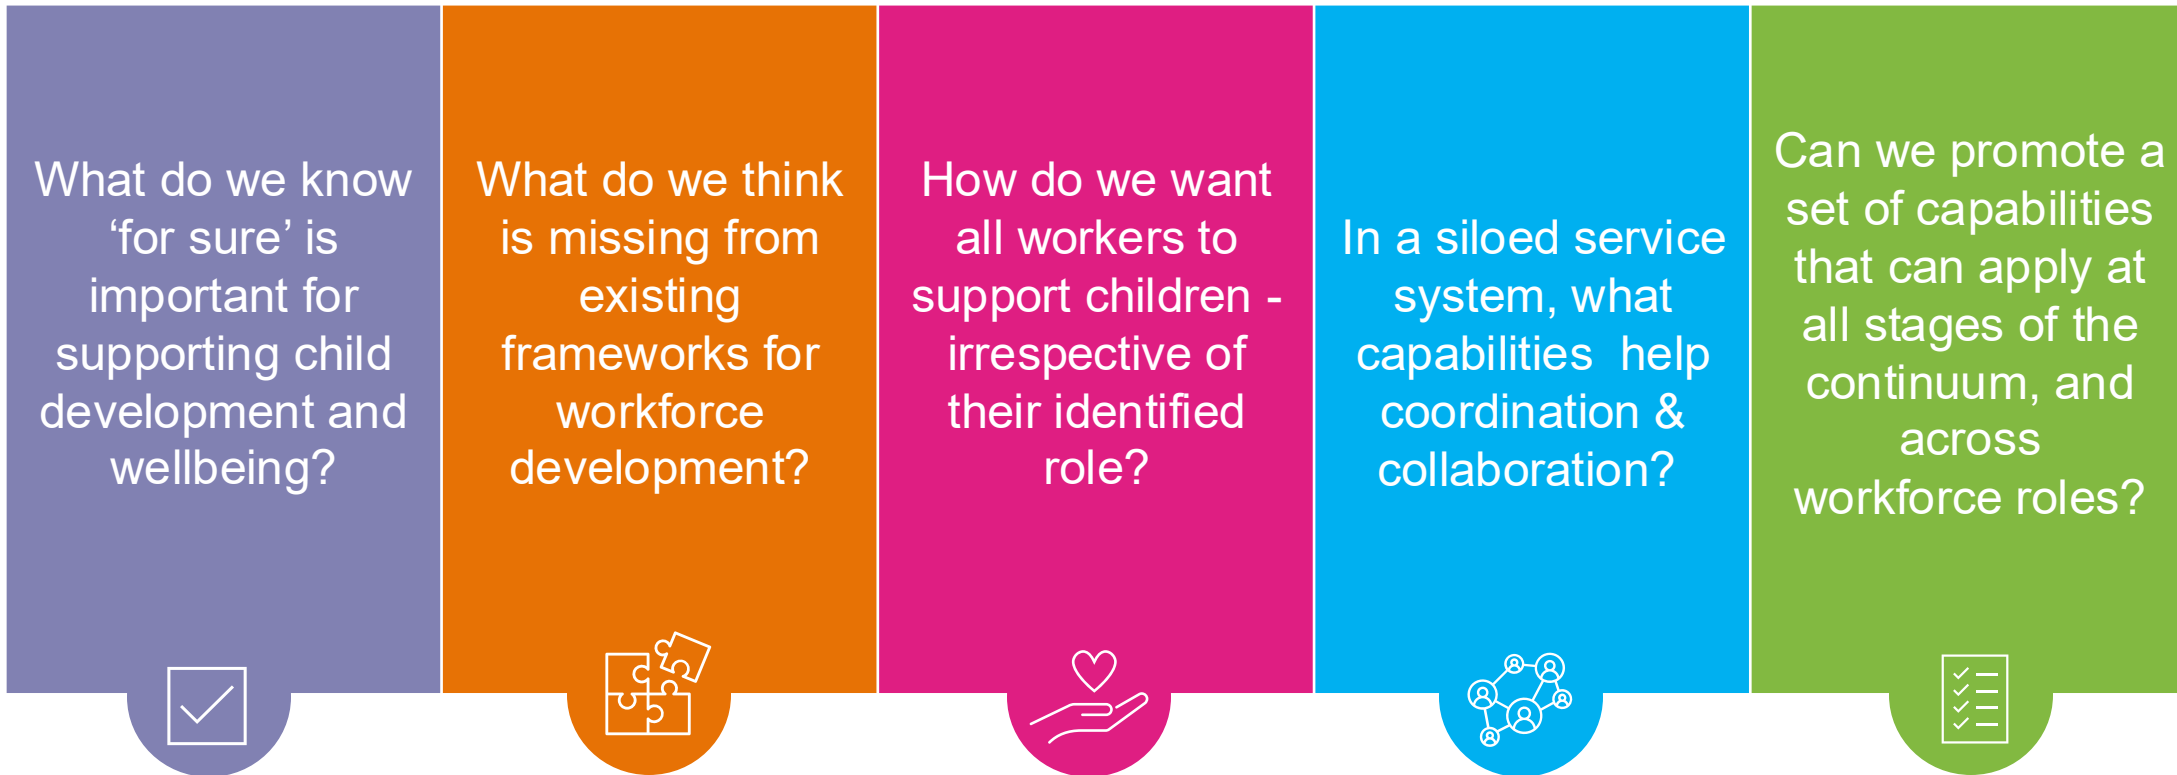 What do we know
‘for sure’ is
important for
supporting child
development and
wellbeing?
What do we think
is missing from
existing
frameworks for
workforce
development?
How do we want
all workers to
support children -
irrespective of
their identified
role?
In a siloed service
system, what
capabilities  help
coordination &
collaboration?
Can we promote a
set of capabilities
that can apply at
all stages of the
continuum, and
across
workforce roles?